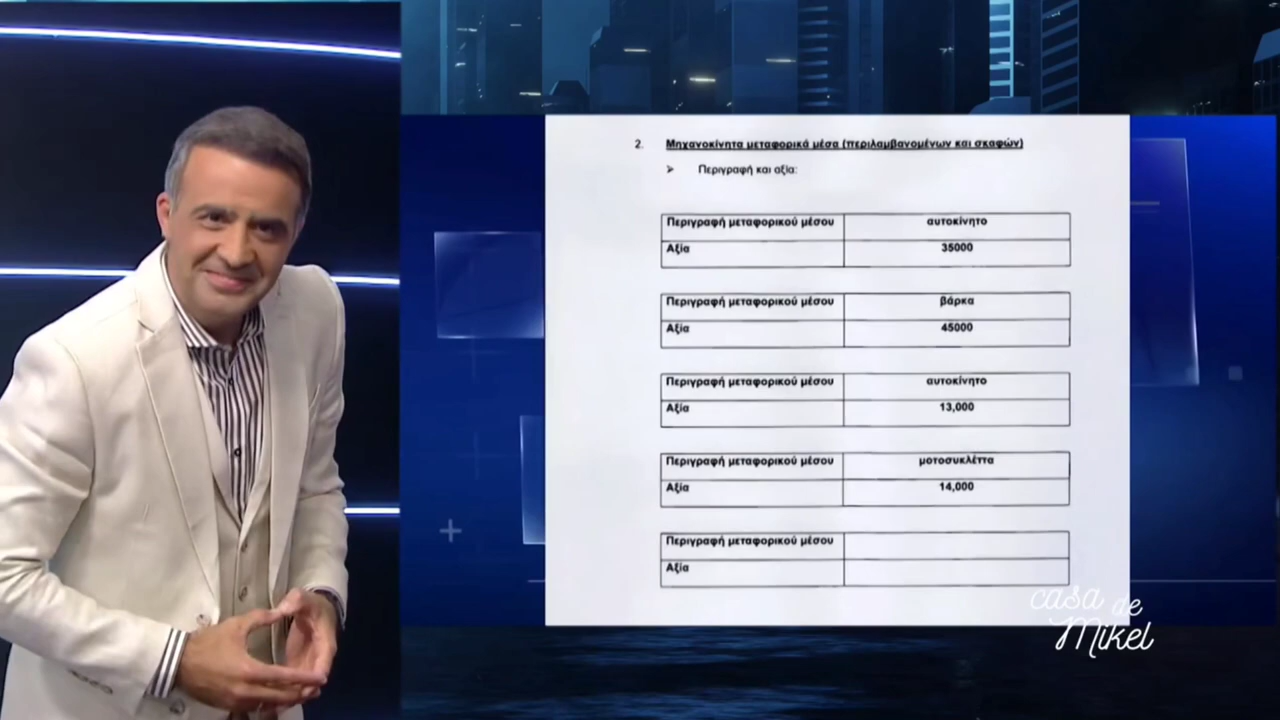 2. Μηχανοκίνητα μεταφορικά μέσα (περιλαμβανομένων και σκαφών)
➢ Περιγραφή και αξία:
Περιγραφή μεταφορικού μέσου αυτοκίνητο
Αξία 35000
Περιγραφή μεταφορικού μέσου βάρκα
Αξία 45000
Περιγραφή μεταφορικού μέσου αυτοκίνητο
Αξία 13,000
Περιγραφή μεταφορικού μέσου μοτοσυκλέττα
Αξία 14,000
Περιγραφή μεταφορικού μέσου
Αξία
casa de Mikel